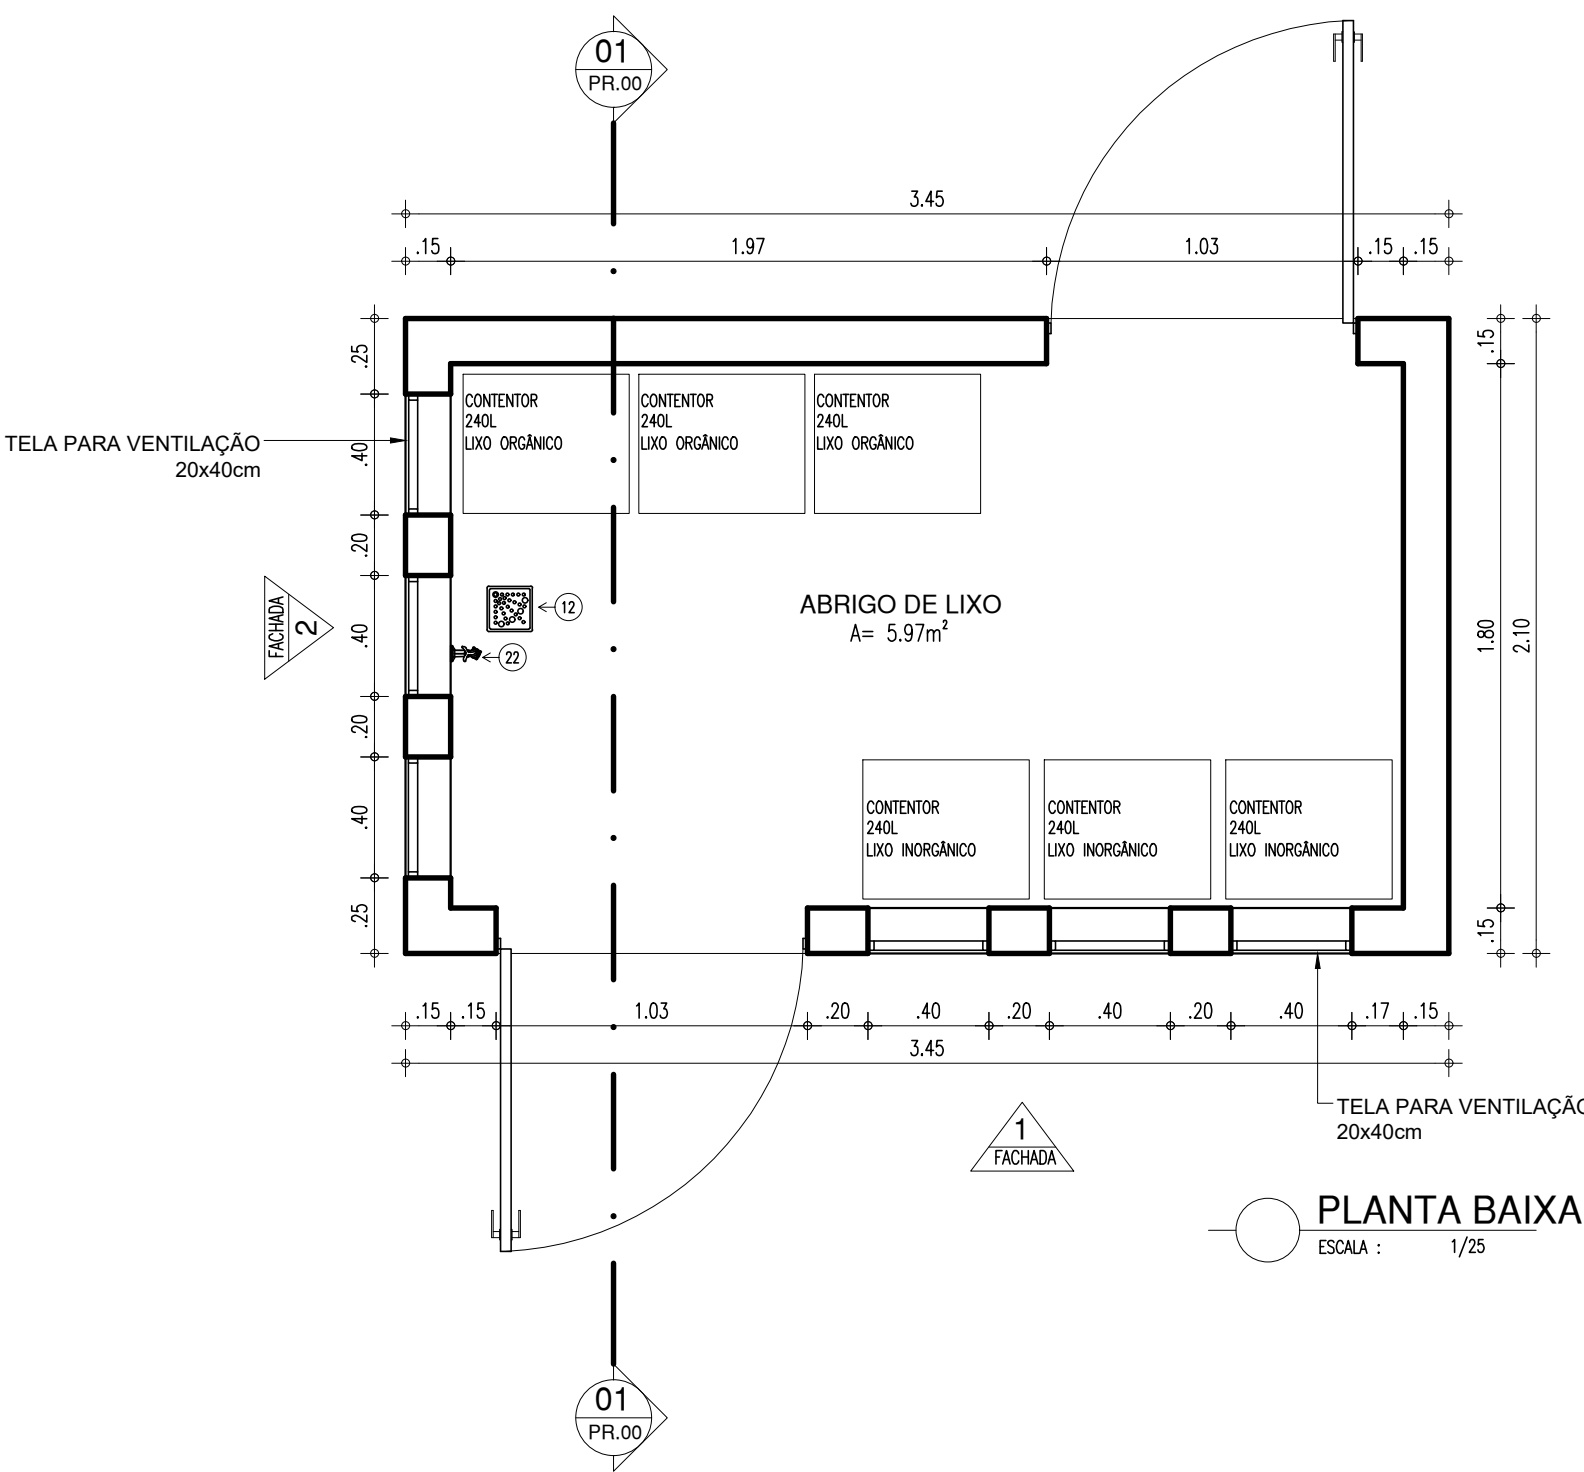 01
PR.00
3.45
.15 1.97 1.03 .15 .15
.25
.40
.20
.40
.20
.40
.25
.15
1.80
2.10
.15
TELA PARA VENTILAÇÃO
20x40cm
CONTENTOR
240L
LIXO ORGÂNICO
CONTENTOR
240L
LIXO ORGÂNICO
CONTENTOR
240L
LIXO ORGÂNICO
FACHADA
2
12
22
ABRIGO DE LIXO
A= 5.97m²
CONTENTOR
240L
LIXO INORGÂNICO
CONTENTOR
240L
LIXO INORGÂNICO
CONTENTOR
240L
LIXO INORGÂNICO
.15 .15 1.03 .20 .40 .20 .40 .20 .40 .17 .15
3.45
TELA PARA VENTILAÇÃO
20x40cm
1
FACHADA
PLANTA BAIXA
ESCALA : 1/25
01
PR.00